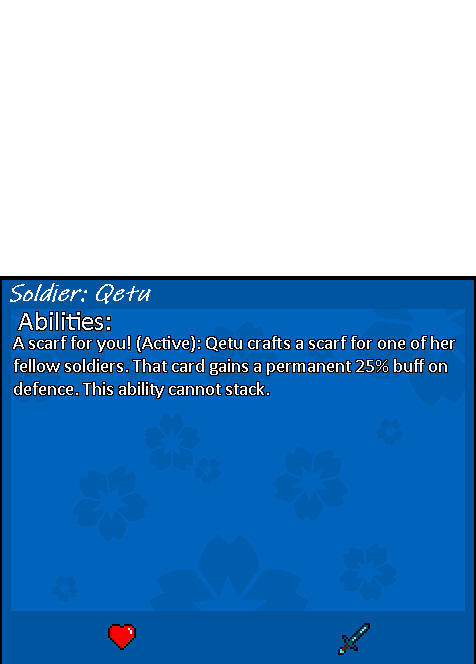 Soldier: Qetu
Abilities:
A scarf for you! (Active): Qetu crafts a scarf for one of her
fellow soldiers. That card gains a permanent 25% buff on
defence. This ability cannot stack.